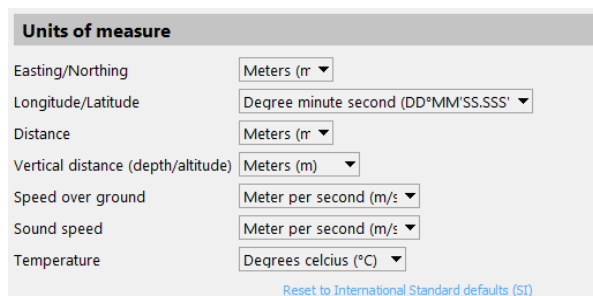 Units of measure
Easting/Northing Meters (m
Longitude/Latitude Degree minute second (DD°MM'SS.SSS'
Distance Meters (m
Vertical distance (depth/altitude) Meters (m)
Speed over ground Meter per second (m/s
Sound speed Meter per second (m/s
Temperature Degrees celcius (°C)
Reset to International Standard defaults (SI)